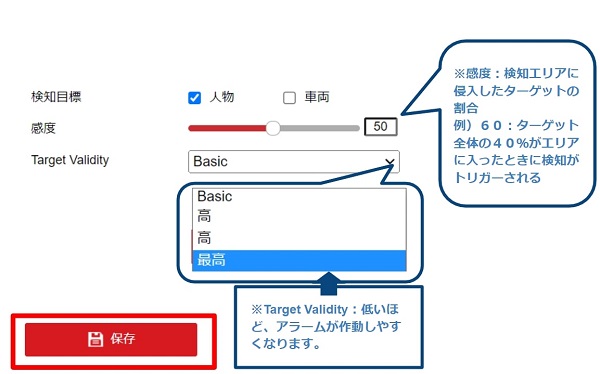 検知目標
人物
車両
感度
50
Target Validity
Basic
Basic
高
高
最高
保存
※感度：検知エリアに
侵入したターゲットの
割合
例）６０：ターゲット
全体の４０％がエリア
に入ったときに検知が
トリガーされる
※Target Validity：低いほ
ど、アラームが作動しやす
くなります。